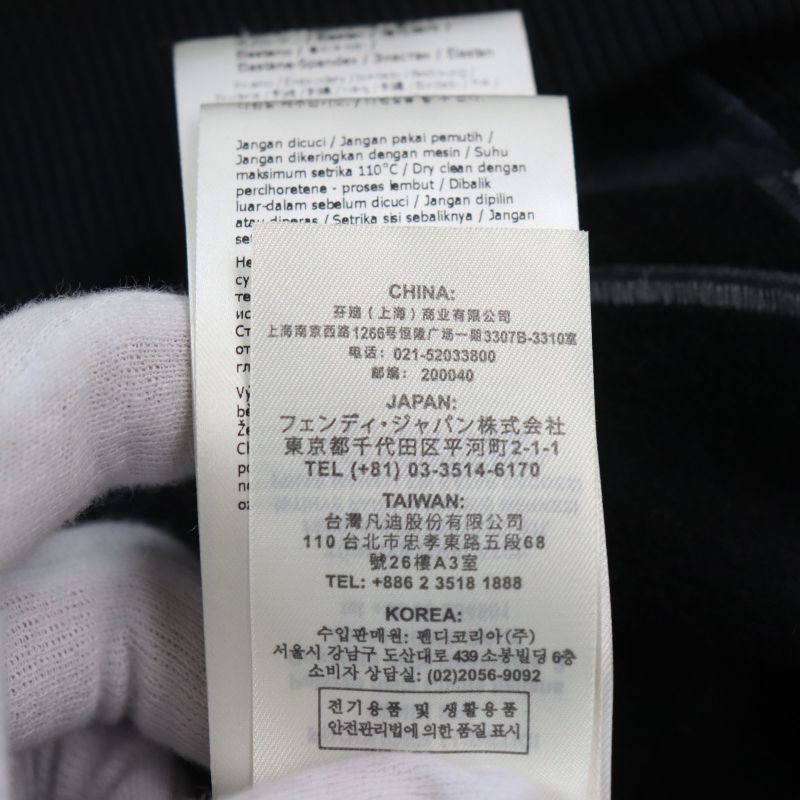 Elastane-Spandex / Эластан / Elastan
Jangan dicuci / Jangan pakai pemutih /
Jangan dikeringkan dengan mesin / Suhu
maksimum setrika 110°C / Dry clean dengan
perclhoretene - proses lembut / Dibalik
luar-dalam sebelum dicuci / Jangan dipilin
atau diperas / Setrika sisi sebaliknya / Jangan
CHINA:
芬迪（上海）商业有限公司
上海南京西路1266号恒隆广场一期3307B-3310室
电话: 021-52033800
邮编: 200040
JAPAN:
フェンディ・ジャパン株式会社
東京都千代田区平河町2-1-1
TEL (+81) 03-3514-6170
TAIWAN:
台灣凡迪股份有限公司
110 台北市忠孝東路五段68
號26樓A3室
TEL: +886 2 3518 1888
KOREA:
수입판매원: 펜디코리아(주)
서울시 강남구 도산대로 439 소봉빌딩 6층
소비자 상담실: (02)2056-9092
전기용품 및 생활용품
안전관리법에 의한 품질 표시